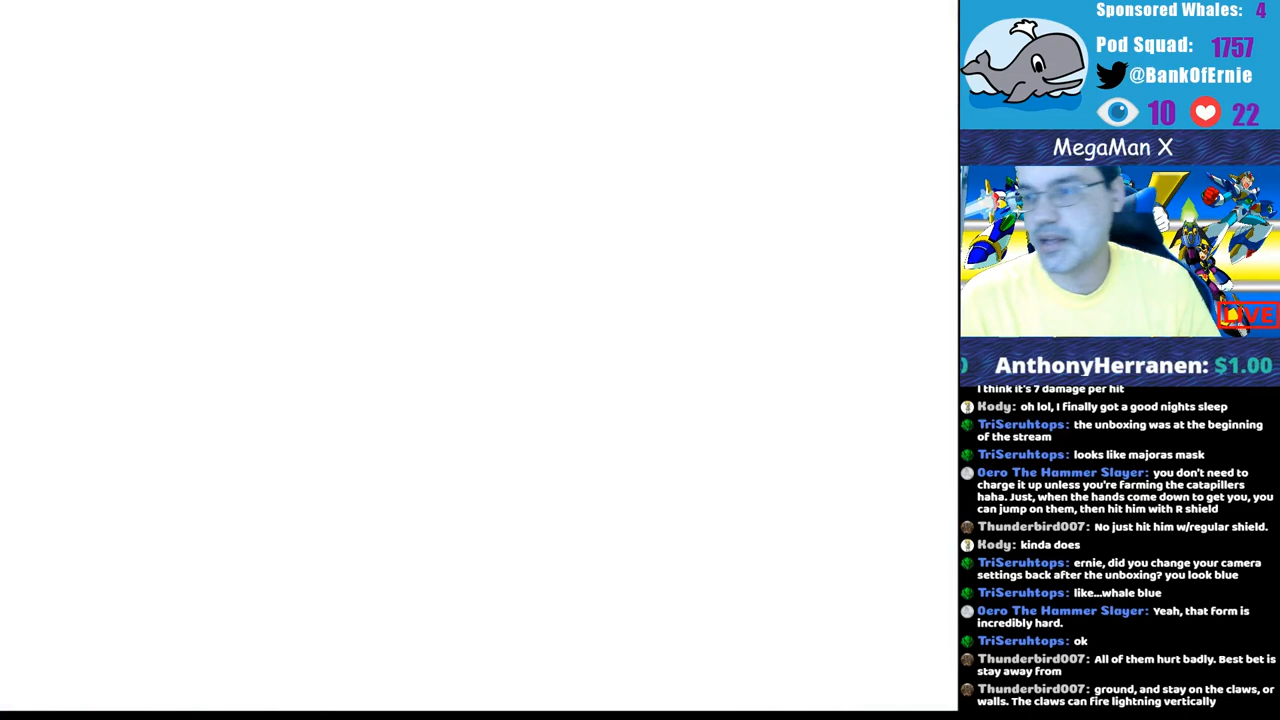 Sponsored Whales: 4
Pod Squad: 1757
@BankOfErnie
10 22
MegaMan X
LIVE
AnthonyHerranen: $1.00
I think it's 7 damage per hit
Kody: oh lol, I finally got a good nights sleep
TriSeruhtops: the unboxing was at the beginning
of the stream
TriSeruhtops: looks like majoras mask
Oero The Hammer Slayer: you don't need to
charge it up unless you're farming the catapillers
haha. Just, when the hands come down to get you, you
can jump on them, then hit him with R shield
Thunderbird007: No just hit him w/regular shield.
Kody: kinda does
TriSeruhtops: ernie, did you change your camera
settings back after the unboxing? you look blue
TriSeruhtops: like...whale blue
Oero The Hammer Slayer: Yeah, that form is
incredibly hard.
TriSeruhtops: ok
Thunderbird007: All of them hurt badly. Best bet is
stay away from
Thunderbird007: ground, and stay on the claws, or
walls. The claws can fire lightning vertically